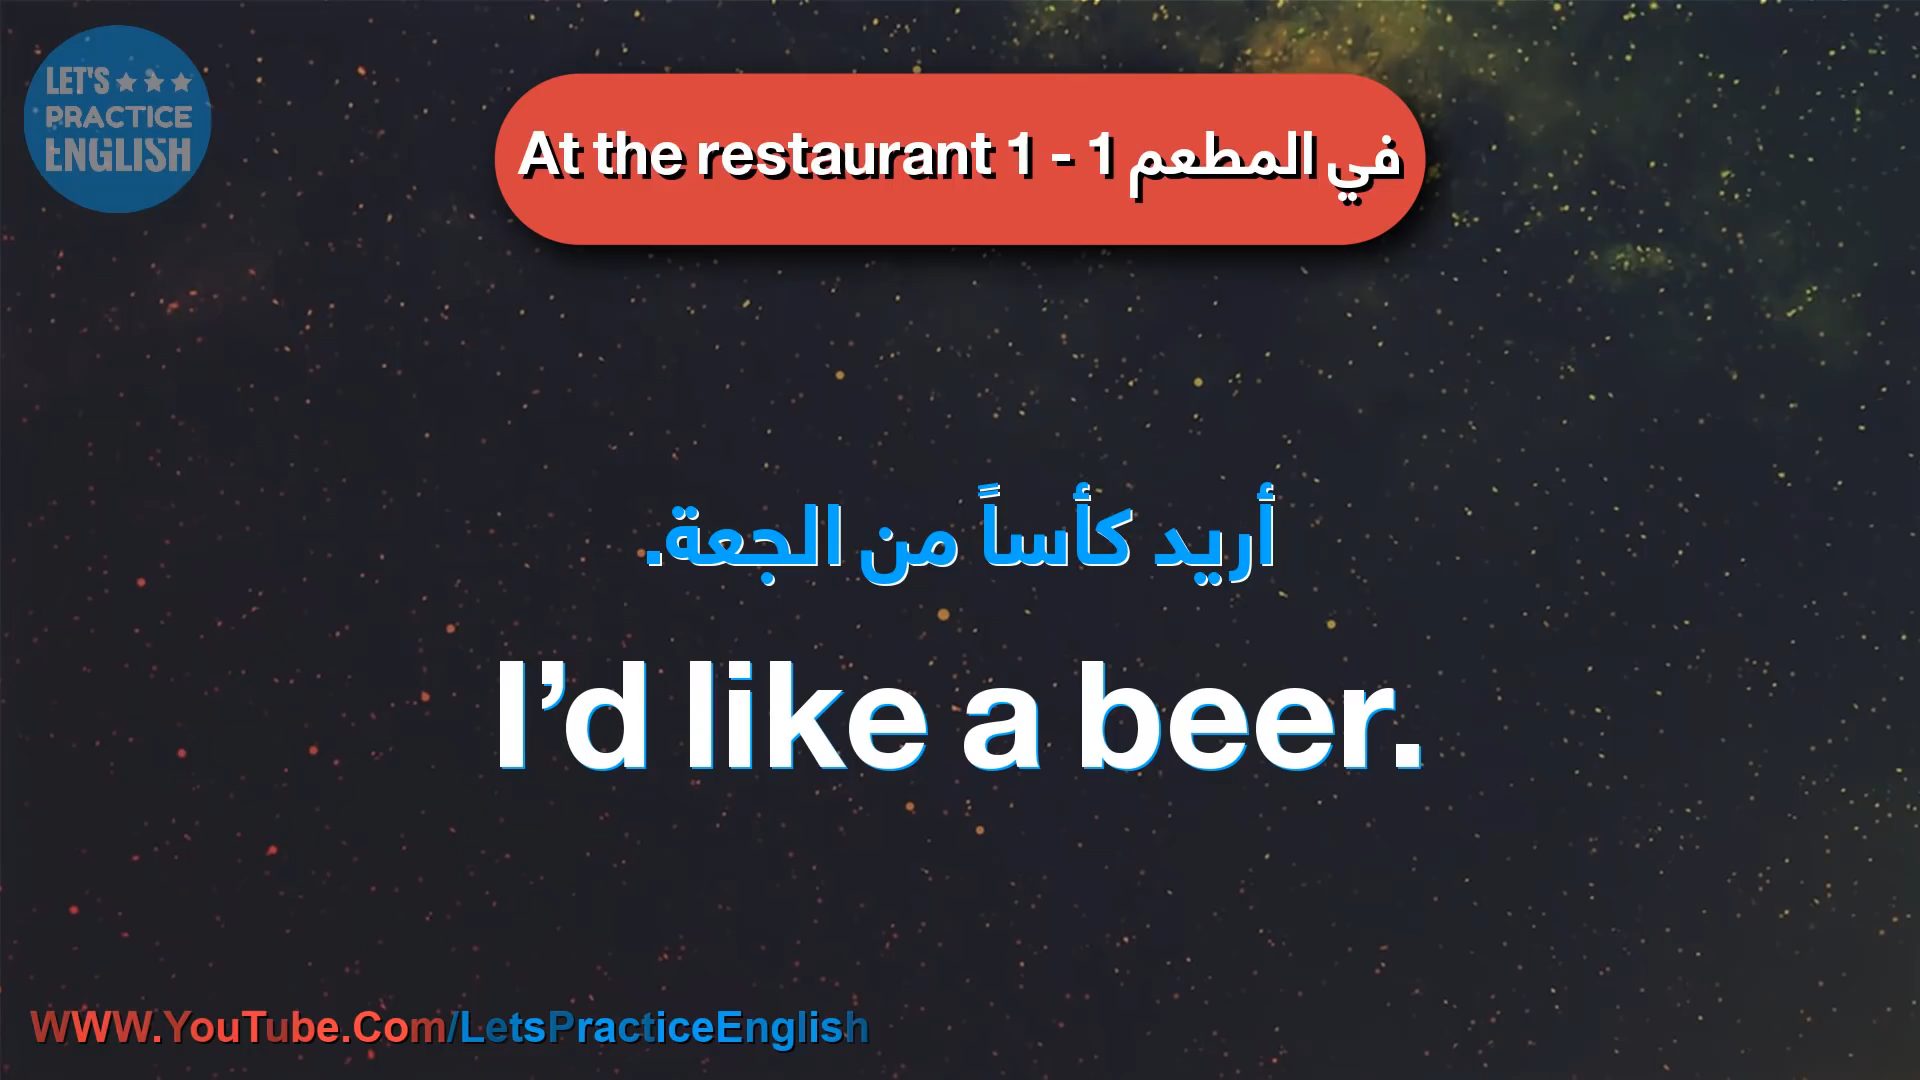 LET'S
PRACTICE
ENGLISH
At the restaurant 1 - 1 في المطعم
أريد كأساً من الجعة.
I’d like a beer.
WWW.YouTube.Com/LetsPracticeEnglish